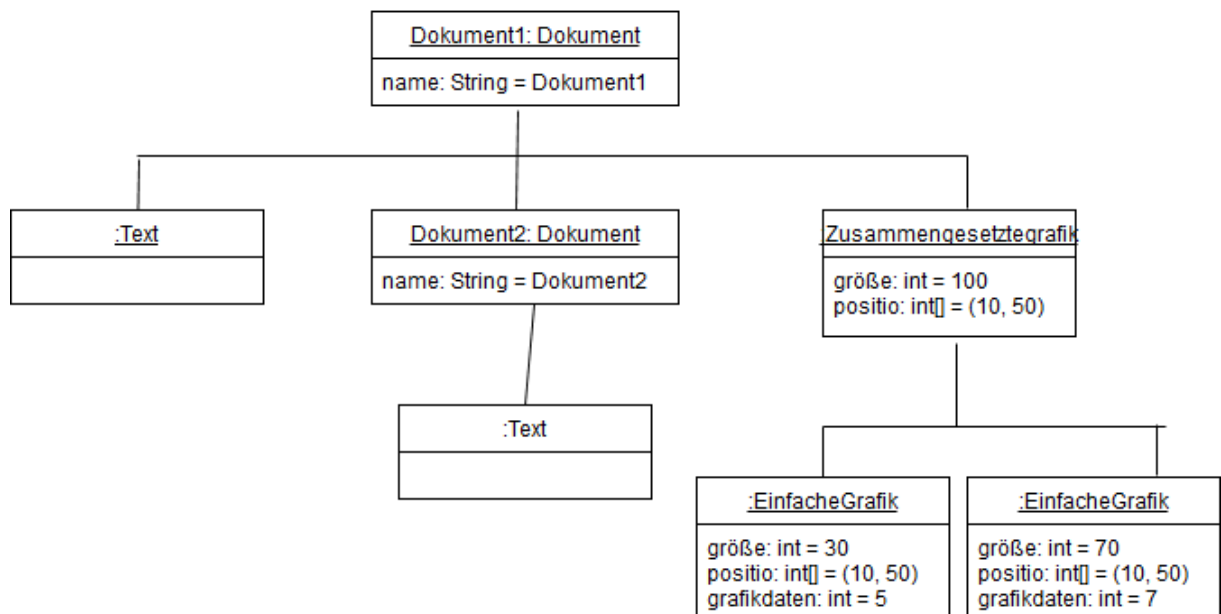 Dokument1: Dokument
name: String = Dokument1
:Text
Dokument2: Dokument
name: String = Dokument2
:Zusammengesetztegrafik
größe: int = 100
positio: int[] = (10, 50)
:Text
:EinfacheGrafik
größe: int = 30
positio: int[] = (10, 50)
grafikdaten: int = 5
:EinfacheGrafik
größe: int = 70
positio: int[] = (10, 50)
grafikdaten: int = 7